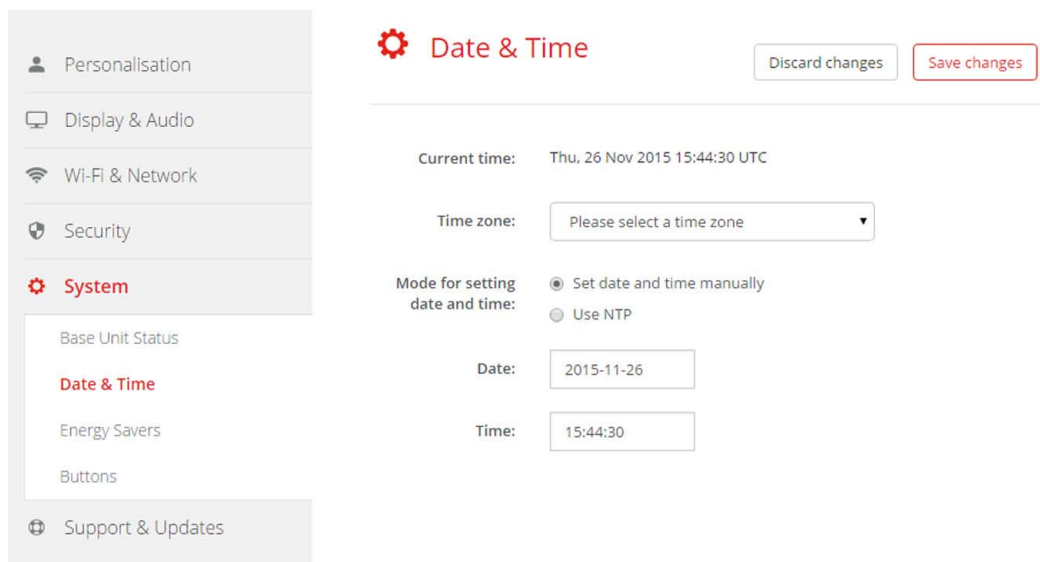 Personalisation
Display & Audio
Wi-Fi & Network
Security
System
Base Unit Status
Date & Time
Energy Savers
Buttons
Support & Updates
Date & Time
Discard changes
Save changes
Current time: Thu, 26 Nov 2015 15:44:30 UTC
Time zone: Please select a time zone
Mode for setting
date and time:
Set date and time manually
Use NTP
Date: 2015-11-26
Time: 15:44:30